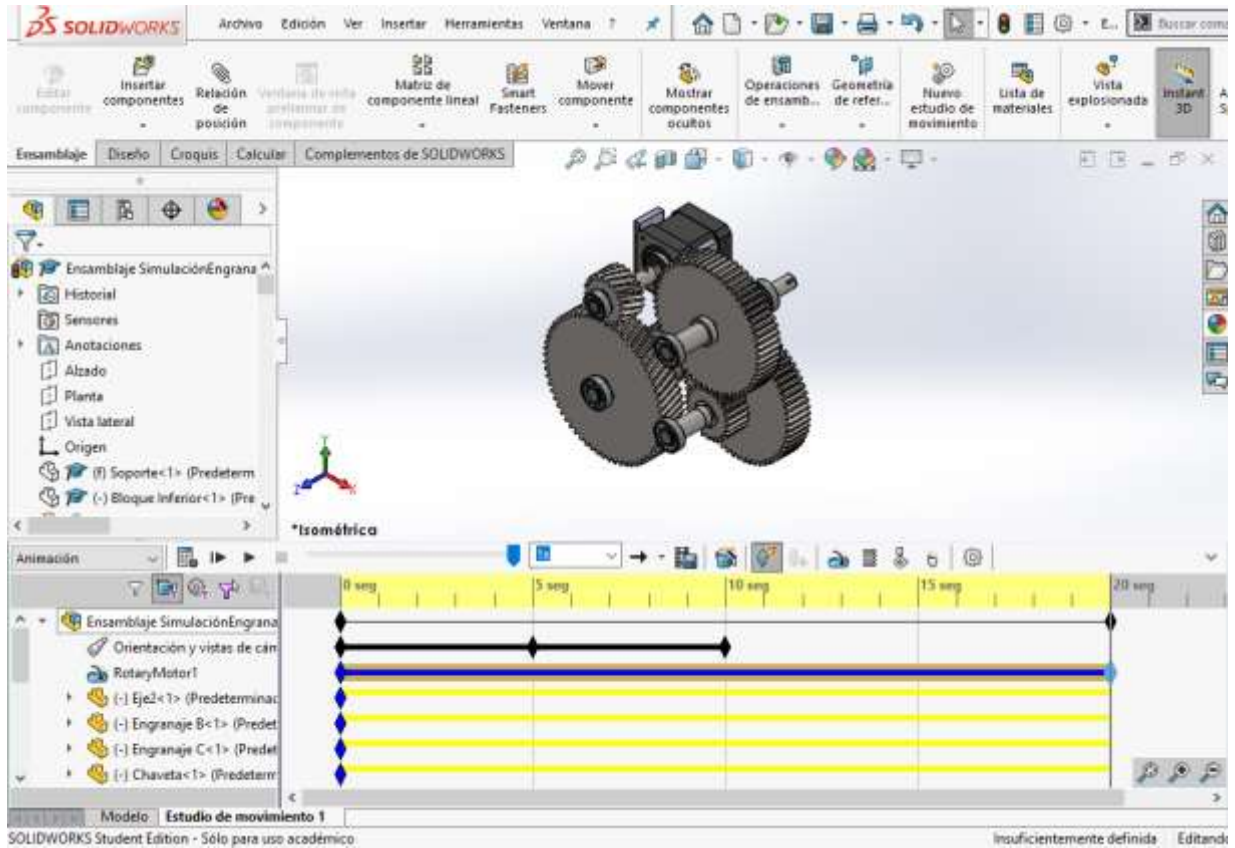 SOLIDWORKS Archivo Edición Ver Insertar Herramientas Ventana ? E... Buscar coma
Editar componente
Insertar componentes
Relación de posición
Ventana de vista preliminar de componente
Matriz de componente lineal
Smart Fasteners
Mover componente
Mostrar componentes ocultos
Operaciones de ensamb...
Geometría de refer...
Nuevo estudio de movimiento
Lista de materiales
Vista explosionada
Instant 3D
Ensamblaje Diseño Croquis Calcular Complementos de SOLIDWORKS
Ensamblaje SimulaciónEngrana
Historial
Sensores
Anotaciones
Alzado
Planta
Vista lateral
Origen
(f) Soporte<1> (Predeterm
(-) Bloque Inferior<1> (Pre
Y
Z X
*Isométrica
Animación
0 seg 5 seg 10 seg 15 seg 20 seg
Ensamblaje SimulaciónEngrana
Orientación y vistas de cám
RotaryMotor1
(-) Eje2<1> (Predeterminac
(-) Engranaje B<1> (Predet
(-) Engranaje C<1> (Predet
(-) Chaveta<1> (Predeterm
Modelo Estudio de movimiento 1
SOLIDWORKS Student Edition - Sólo para uso académico Insuficientemente definida Editando